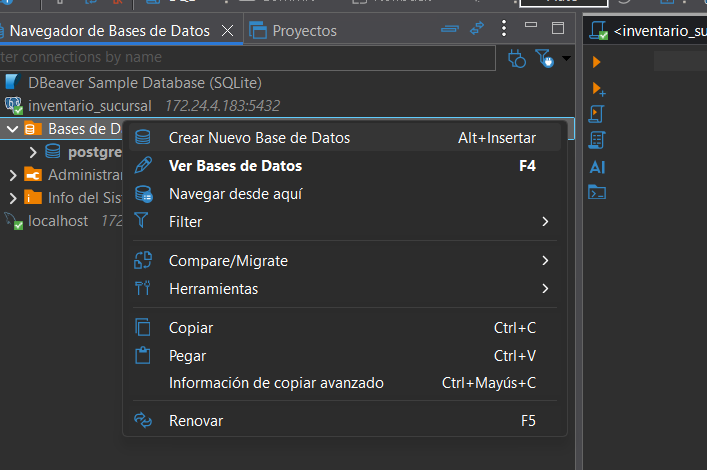 Navegador de Bases de Datos
Proyectos
<inventario_su
ter connections by name
DBeaver Sample Database (SQLite)
inventario_sucursal 172.24.4.183:5432
Bases de D
postgre
Administrar
Info del Sis
localhost 172
Crear Nuevo Base de Datos Alt+Insertar
Ver Bases de Datos F4
Navegar desde aquí
Filter
Compare/Migrate
Herramientas
Copiar Ctrl+C
Pegar Ctrl+V
Información de copiar avanzado Ctrl+Mayús+C
Renovar F5
AI